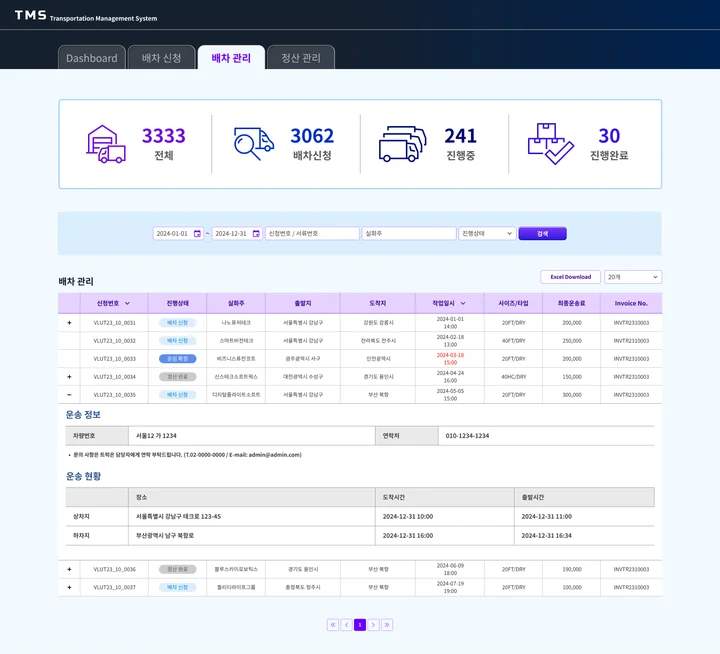 TMS Transportation Management System
Dashboard 배차 신청 배차 관리 정산 관리
3333 전체
3062 배차신청
241 진행중
30 진행완료
2024-01-01 ~ 2024-12-31 신청번호 / 서류번호 실화주 진행상태 검색
배차 관리 Excel Download 20개
신청번호 진행상태 실화주 출발지 도착지 작업일시 사이즈/타입 최종운송료 Invoice No.
+ VLUT23_10_0031 배차 신청 나노퓨처테크 서울특별시 강남구 강원도 강릉시 2024-01-01 14:00 20FT/DRY 200,000 INVTR2310003
VLUT23_10_0032 배차 신청 스마트비전테크 서울특별시 강남구 전라북도 전주시 2024-02-18 13:00 40FT/DRY 250,000 INVTR2310003
VLUT23_10_0033 운임 확정 비즈니스퓨전코프 광주광역시 서구 인천광역시 2024-03-18 15:00 20FT/DRY 200,000 INVTR2310003
+ VLUT23_10_0034 정산 완료 신스테크소프트웍스 대전광역시 수성구 경기도 용인시 2024-04-24 16:00 40HC/DRY 150,000 INVTR2310003
− VLUT23_10_0035 배차 신청 디지털플라이트소프트 서울특별시 강남구 부산 북항 2024-05-05 15:00 20FT/DRY 300,000 INVTR2310003
운송 정보
차량번호 서울12 가 1234 연락처 010-1234-1234
• 문의 사항은 트럭운 담당자에게 연락 부탁드립니다. (T.02-0000-0000 / E-mail: admin@admin.com)
운송 현황
장소 도착시간 출발시간
상차지 서울특별시 강남구 테크로 123-45 2024-12-31 10:00 2024-12-31 11:00
하차지 부산광역시 남구 북항로 2024-12-31 16:00 2024-12-31 16:34
+ VLUT23_10_0036 정산 완료 블루스카이로보틱스 경기도 용인시 부산 북항 2024-06-09 18:00 20FT/DRY 190,000 INVTR2310003
+ VLUT23_10_0037 배차 신청 퀄리티라이프그룹 충청북도 청주시 부산 북항 2024-07-19 19:00 20FT/DRY 100,000 INVTR2310003
« < 1 > »